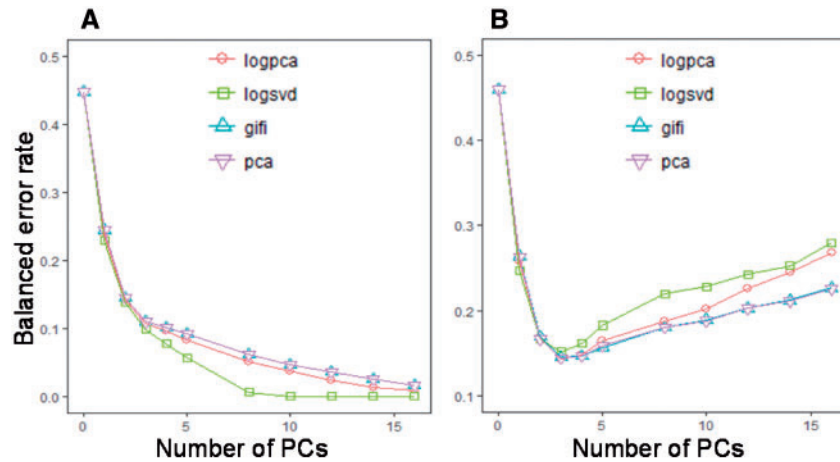 A
B
logpca
logsvd
gifi
pca
logpca
logsvd
gifi
pca
Balanced error rate
0.5
0.4
0.3
0.2
0.1
0.0
0.5
0.4
0.3
0.2
0.1
0 5 10 15
0 5 10 15
Number of PCs
Number of PCs